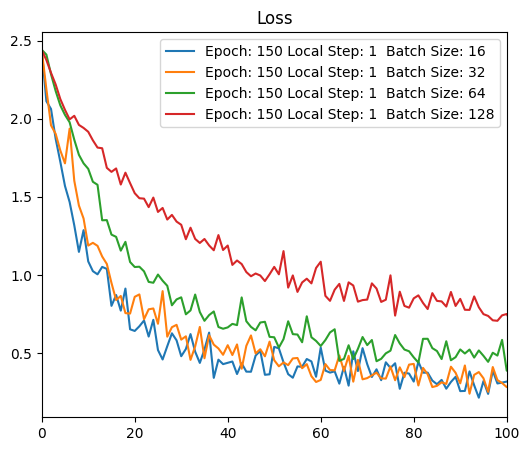 Loss
2.5
2.0
1.5
1.0
0.5
Epoch: 150 Local Step: 1  Batch Size: 16
Epoch: 150 Local Step: 1  Batch Size: 32
Epoch: 150 Local Step: 1  Batch Size: 64
Epoch: 150 Local Step: 1  Batch Size: 128
0 20 40 60 80 100